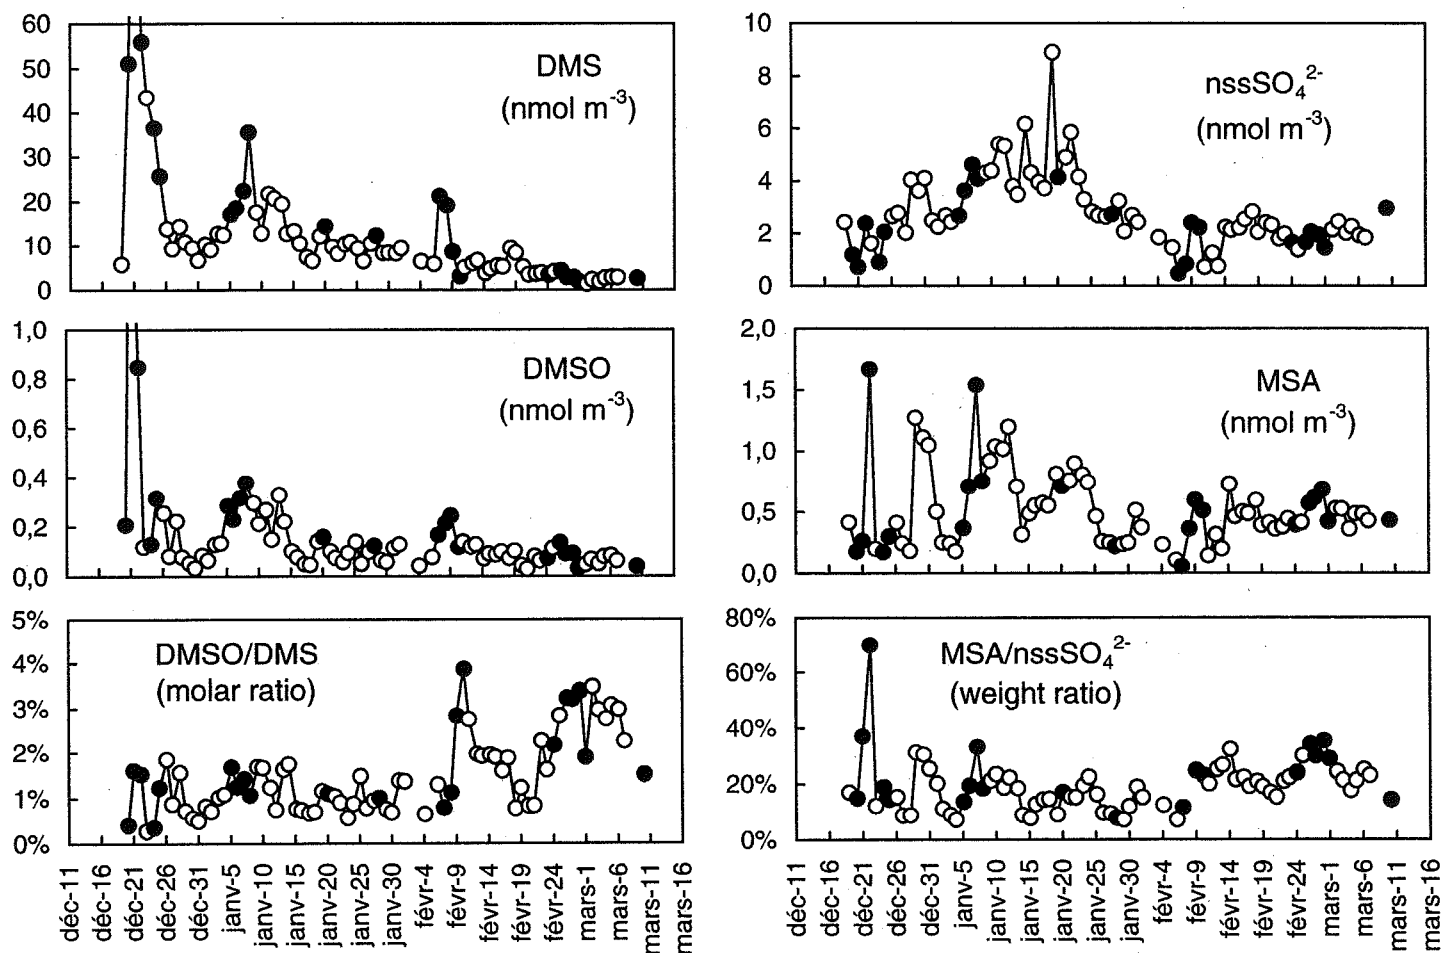 60
50
40
30
20
10
0
DMS
(nmol m⁻³)
10
8
6
4
2
0
nssSO₄²⁻
(nmol m⁻³)
1,0
0,8
0,6
0,4
0,2
0,0
DMSO
(nmol m⁻³)
2,0
1,5
1,0
0,5
0,0
MSA
(nmol m⁻³)
5%
4%
3%
2%
1%
0%
DMSO/DMS
(molar ratio)
80%
60%
40%
20%
0%
MSA/nssSO₄²⁻
(weight ratio)
déc-11
déc-16
déc-21
déc-26
déc-31
janv-5
janv-10
janv-15
janv-20
janv-25
janv-30
févr-4
févr-9
févr-14
févr-19
févr-24
mars-1
mars-6
mars-11
mars-16
déc-11
déc-16
déc-21
déc-26
déc-31
janv-5
janv-10
janv-15
janv-20
janv-25
janv-30
févr-4
févr-9
févr-14
févr-19
févr-24
mars-1
mars-6
mars-11
mars-16